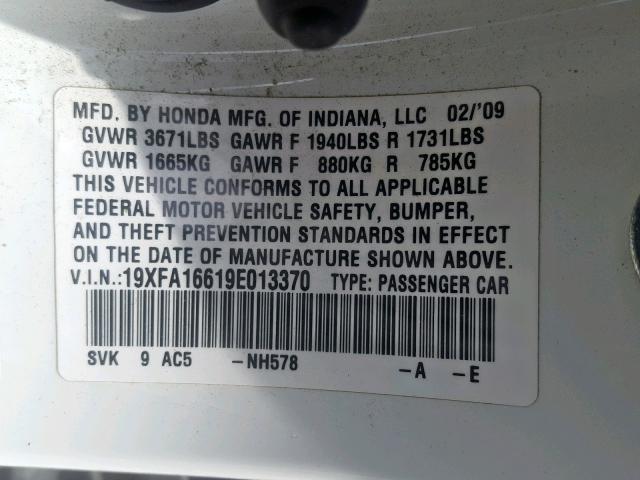 MFD. BY HONDA MFG. OF INDIANA, LLC 02/'09
GVWR 3671LBS GAWR F 1940LBS R 1731LBS
GVWR 1665KG GAWR F 880KG R 785KG
THIS VEHICLE CONFORMS TO ALL APPLICABLE
FEDERAL MOTOR VEHICLE SAFETY, BUMPER,
AND THEFT PREVENTION STANDARDS IN EFFECT
ON THE DATE OF MANUFACTURE SHOWN ABOVE.
V.I.N.:19XFA16619E013370 TYPE: PASSENGER CAR
SVK 9 AC5 -NH578 -A -E